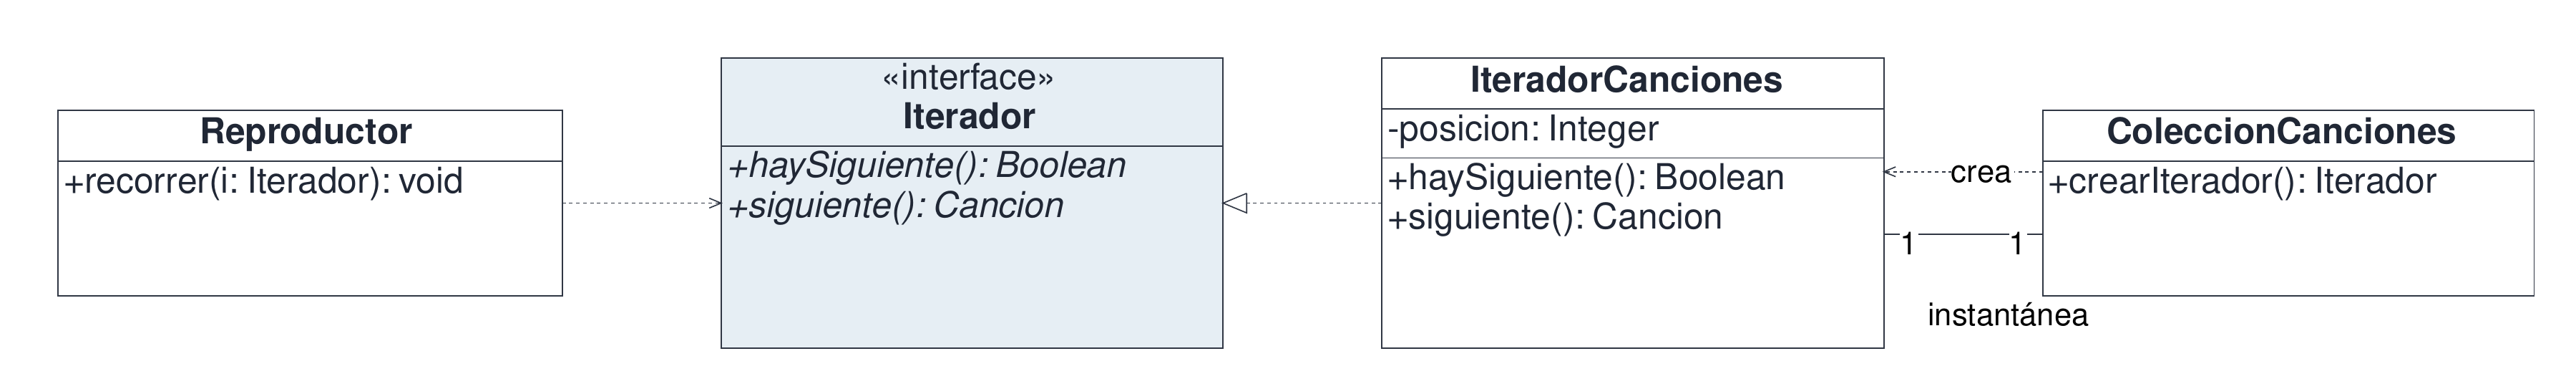 Reproductor
+recorrer(i: Iterador): void
«interface»
Iterador
+haySiguiente(): Boolean
+siguiente(): Cancion
IteradorCanciones
-posicion: Integer
+haySiguiente(): Boolean
+siguiente(): Cancion
crea
1
1
instantánea
ColeccionCanciones
+crearIterador(): Iterador